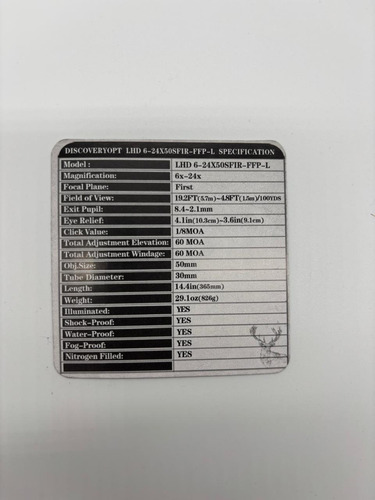 DISCOVERYOPT LHD 6-24X50SFIR-FFP-L SPECIFICATION
Model : LHD 6-24X50SFIR-FFP-L
Magnification: 6x-24x
Focal Plane: First
Field of View: 19.2FT(5.7m)-4.8FT(1.5m)/100YDS
Exit Pupil: 8.4-2.1mm
Eye Relief: 4.1in(10.3cm)-3.6in(9.1cm)
Click Value: 1/8MOA
Total Adjustment Elevation: 60 MOA
Total Adjustment Windage: 60 MOA
Obj.Size: 50mm
Tube Diameter: 30mm
Length: 14.4in(365mm)
Weight: 29.1oz(826g)
Illuminated: YES
Shock-Proof: YES
Water-Proof: YES
Fog-Proof: YES
Nitrogen Filled: YES